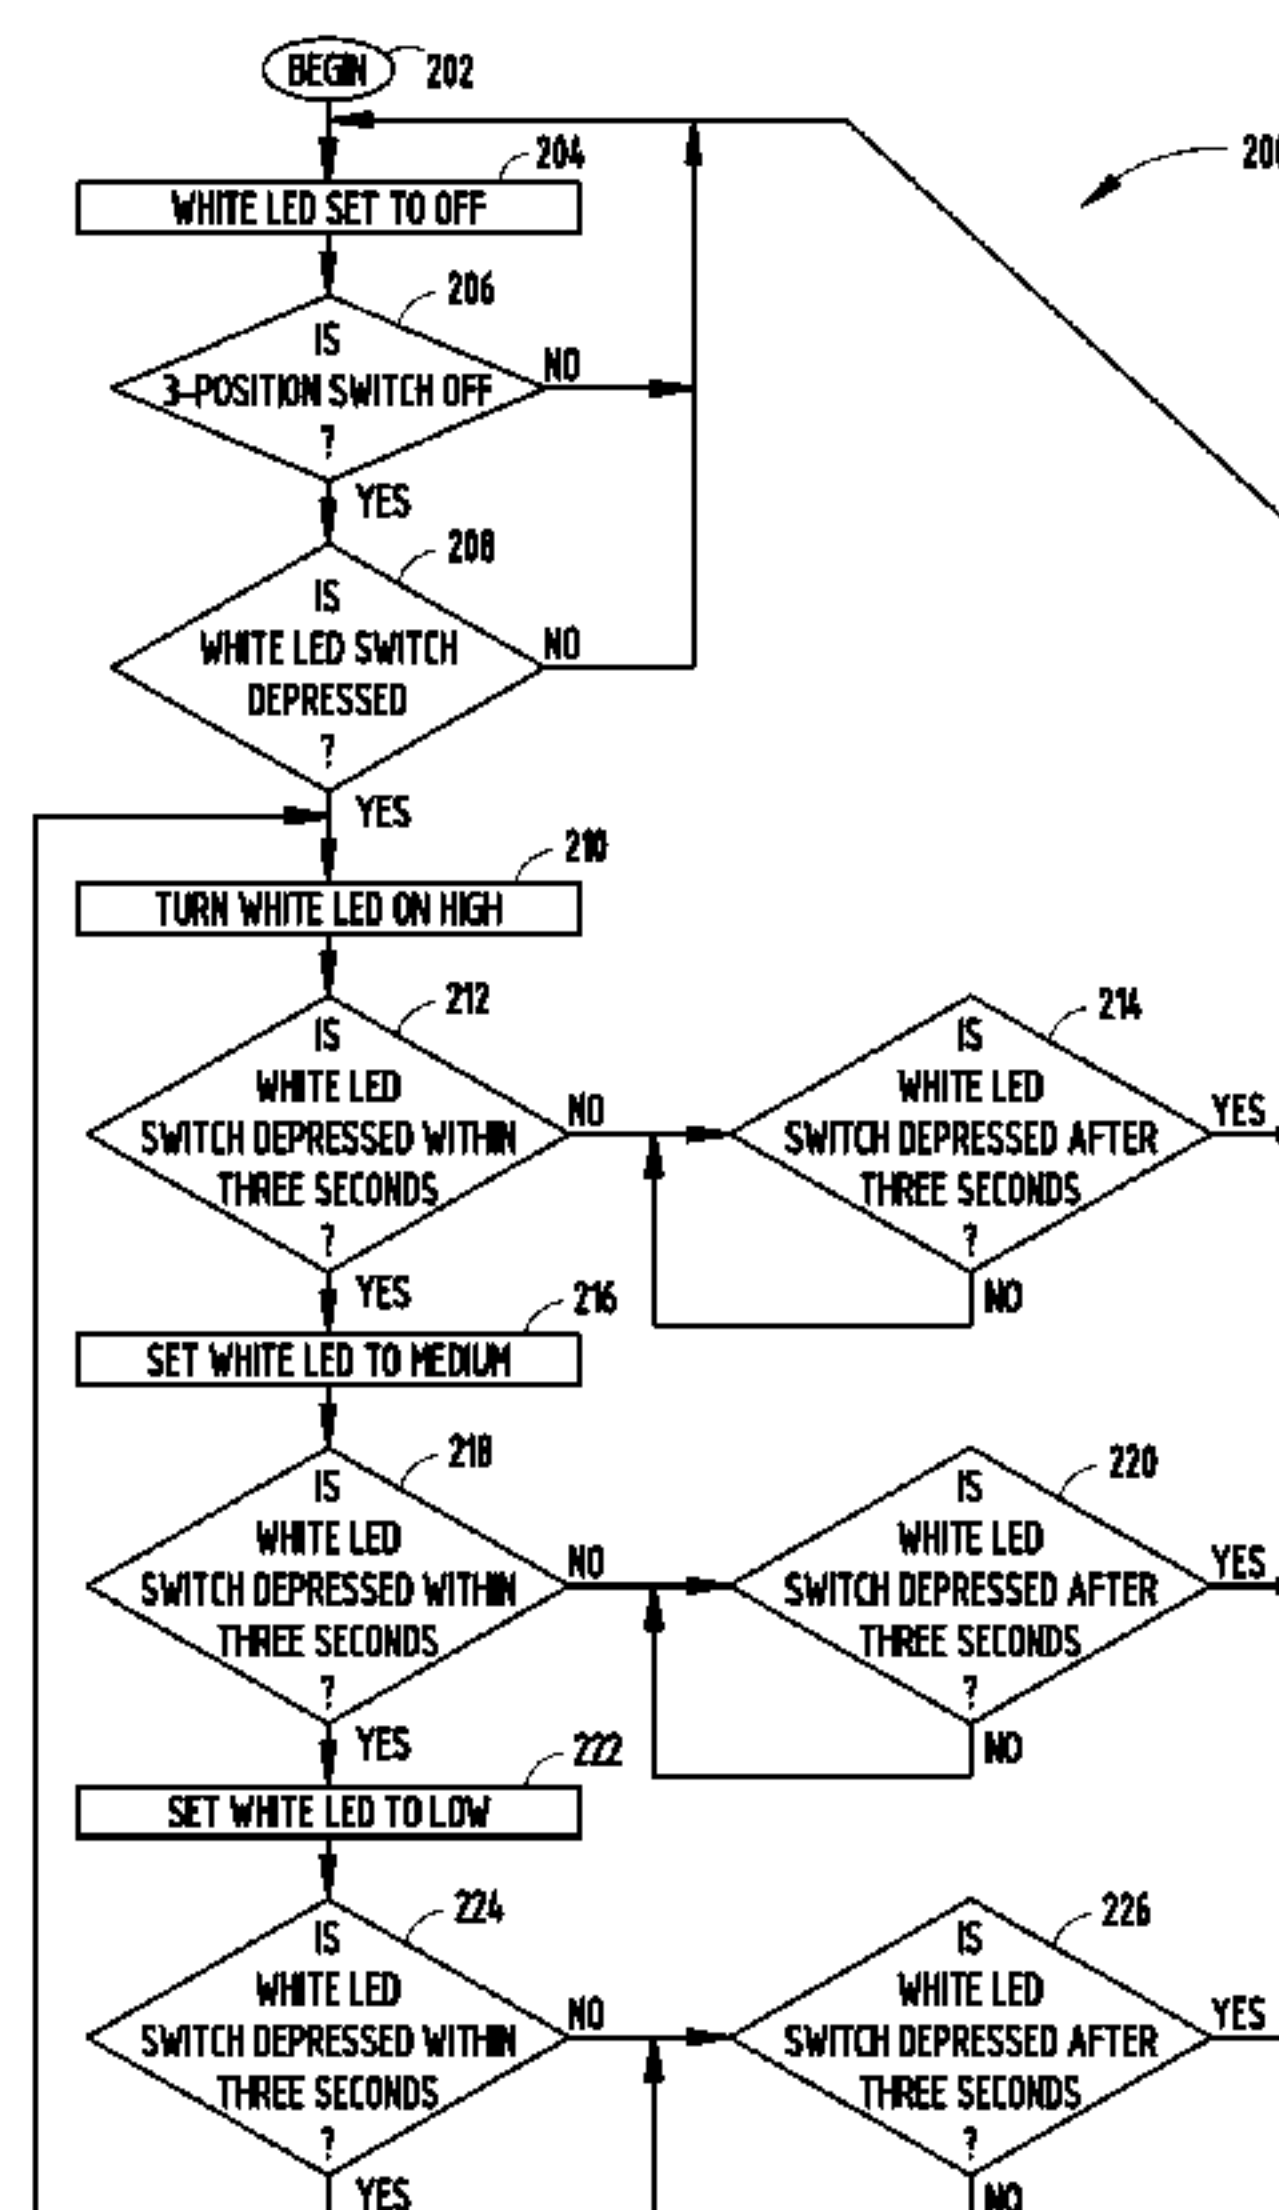 BEGIN
202
200
204
WHITE LED SET TO OFF
206
IS
3-POSITION SWITCH OFF
?
NO
YES
208
IS
WHITE LED SWITCH
DEPRESSED
?
NO
YES
210
TURN WHITE LED ON HIGH
212
IS
WHITE LED
SWITCH DEPRESSED WITHIN
THREE SECONDS
?
NO
YES
214
IS
WHITE LED
SWITCH DEPRESSED AFTER
THREE SECONDS
?
YES
NO
216
SET WHITE LED TO MEDIUM
218
IS
WHITE LED
SWITCH DEPRESSED WITHIN
THREE SECONDS
?
NO
YES
220
IS
WHITE LED
SWITCH DEPRESSED AFTER
THREE SECONDS
?
YES
NO
222
SET WHITE LED TO LOW
224
IS
WHITE LED
SWITCH DEPRESSED WITHIN
THREE SECONDS
?
NO
YES
226
IS
WHITE LED
SWITCH DEPRESSED AFTER
THREE SECONDS
?
YES
NO